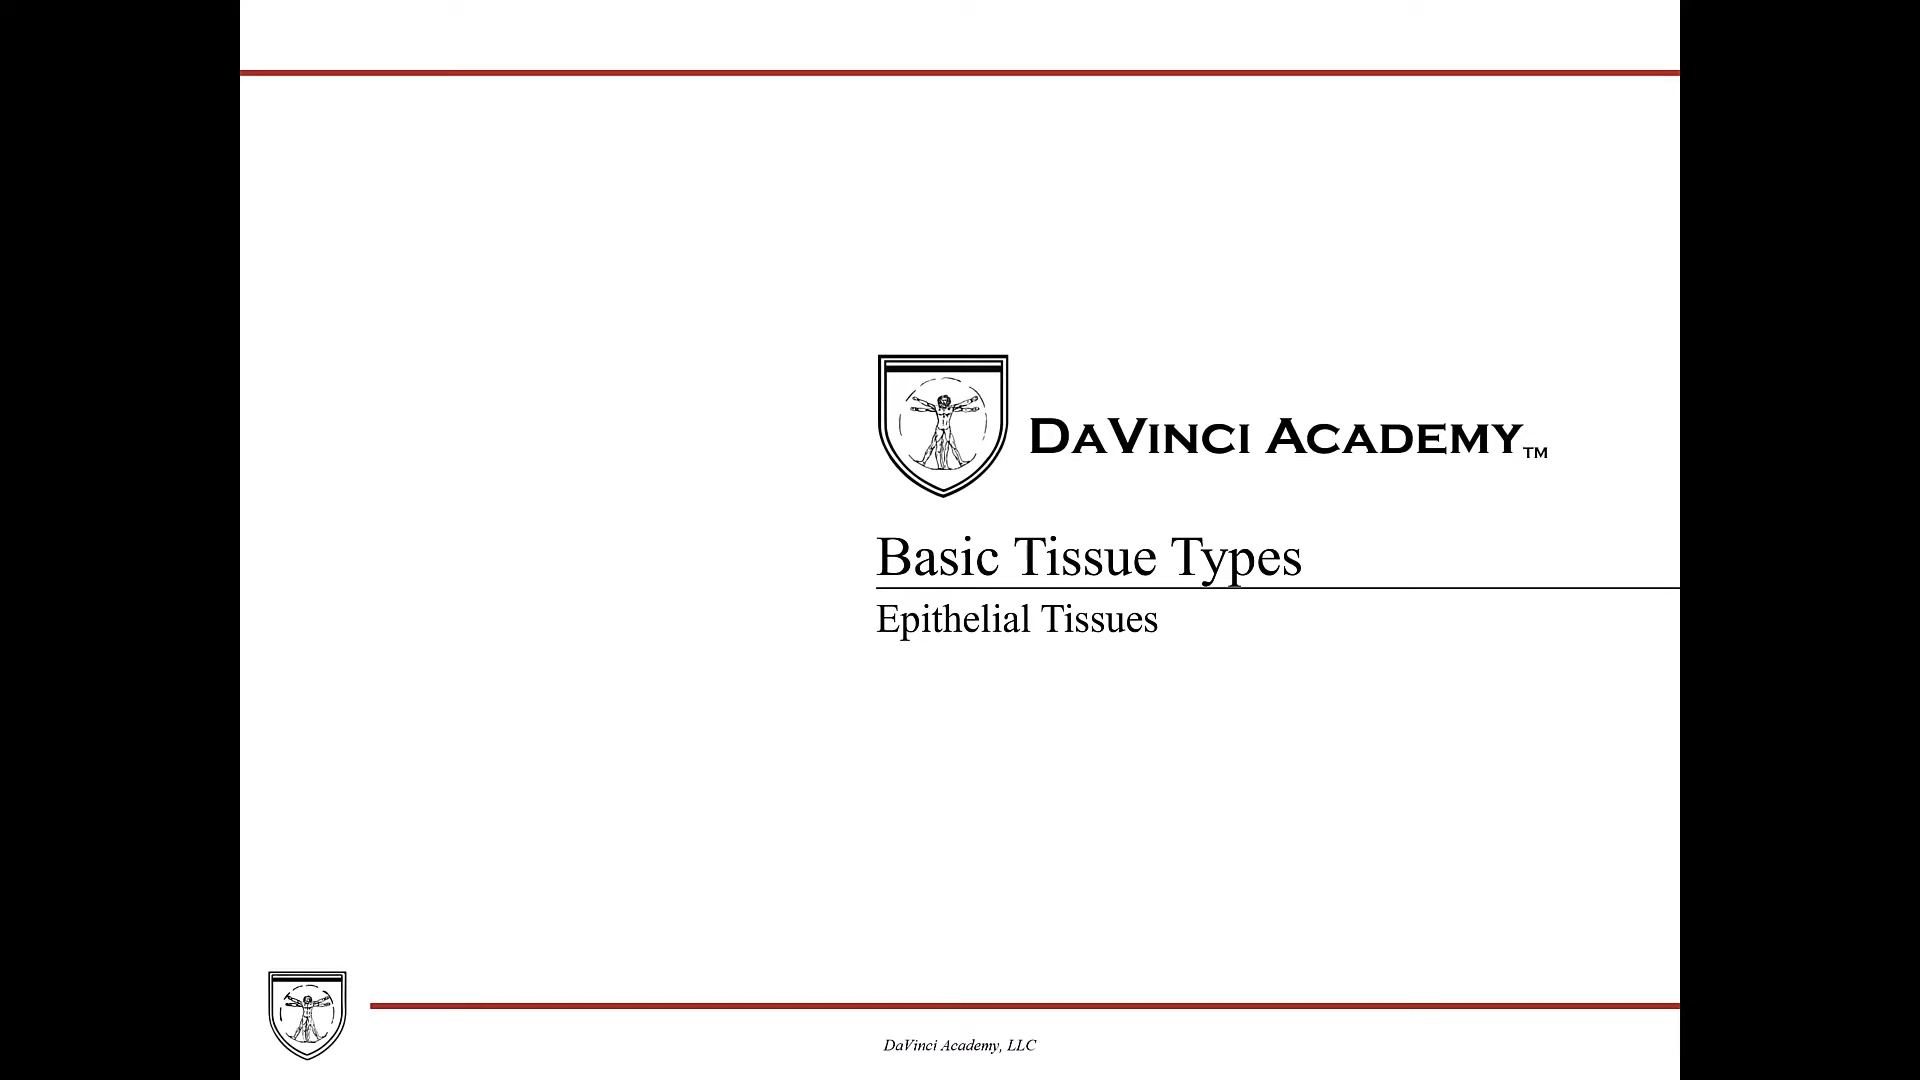 DAVINCI ACADEMY™
Basic Tissue Types
Epithelial Tissues
DaVinci Academy, LLC